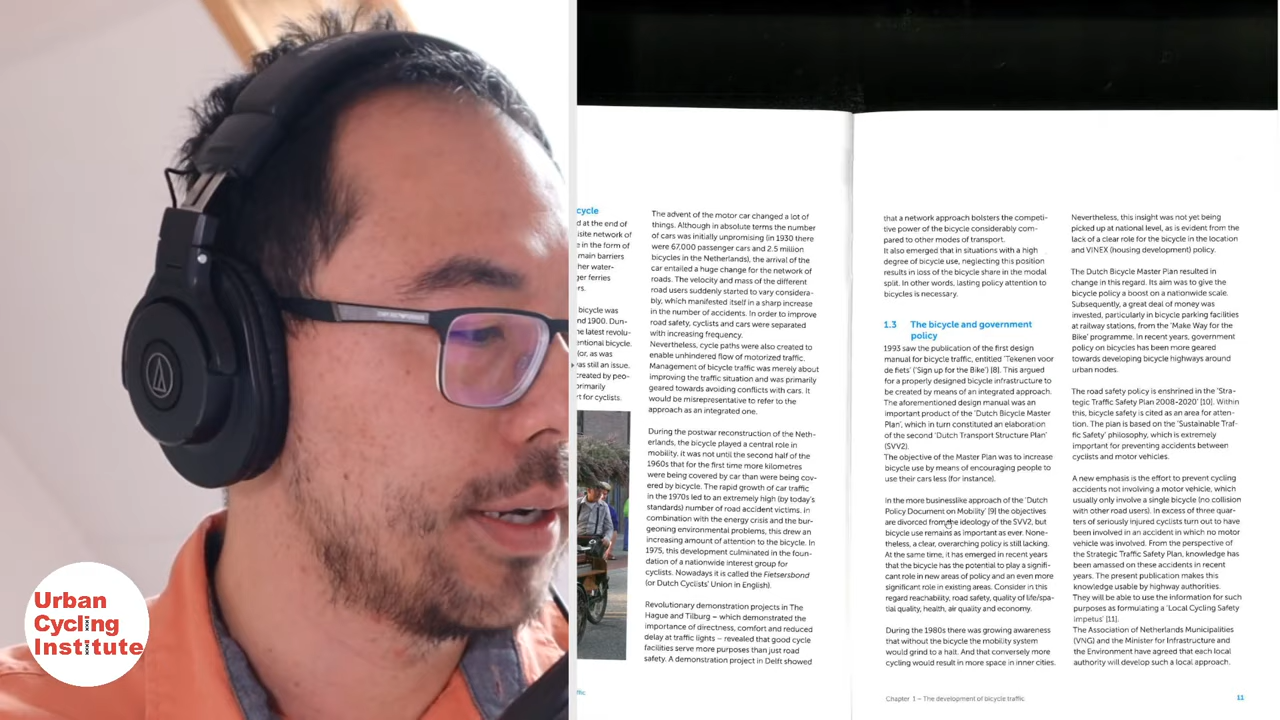 Urban
Cycling
Institute
cycle
d at the end of
isite network of
e in the form of
main barriers
her water-
ger ferries
rs.
bicycle was
nd 1900. Dun-
he latest revolu-
entional bicycle.
(or, as was
was still an issue.
created by peo-
primarily
rt for cyclists.
ffic
The advent of the motor car changed a lot of
things. Although in absolute terms the number
of cars was initially unpromising (in 1930 there
were 67,000 passenger cars and 2.5 million
bicycles in the Netherlands), the arrival of the
car entailed a huge change for the network of
roads. The velocity and mass of the different
road users suddenly started to vary considera-
bly, which manifested itself in a sharp increase
in the number of accidents. In order to improve
road safety, cyclists and cars were separated
with increasing frequency.
Nevertheless, cycle paths were also created to
enable unhindered flow of motorized traffic.
Management of bicycle traffic was merely about
improving the traffic situation and was primarily
geared towards avoiding conflicts with cars. It
would be misrepresentative to refer to the
approach as an integrated one.
During the postwar reconstruction of the Neth-
erlands, the bicycle played a central role in
mobility. it was not until the second half of the
1960s that for the first time more kilometres
were being covered by car than were being cov-
ered by bicycle. The rapid growth of car traffic
in the 1970s led to an extremely high (by today's
standards) number of road accident victims. In
combination with the energy crisis and the bur-
geoning environmental problems, this drew an
increasing amount of attention to the bicycle. In
1975, this development culminated in the foun-
dation of a nationwide interest group for
cyclists. Nowadays it is called the Fietsersbond
(or Dutch Cyclists' Union in English).
Revolutionary demonstration projects in The
Hague and Tilburg – which demonstrated the
importance of directness, comfort and reduced
delay at traffic lights – revealed that good cycle
facilities serve more purposes than just road
safety. A demonstration project in Delft showed
that a network approach bolsters the competi-
tive power of the bicycle considerably com-
pared to other modes of transport.
It also emerged that in situations with a high
degree of bicycle use, neglecting this position
results in loss of the bicycle share in the modal
split. In other words, lasting policy attention to
bicycles is necessary.
1.3 The bicycle and government
policy
1993 saw the publication of the first design
manual for bicycle traffic, entitled 'Tekenen voor
de fiets' ('Sign up for the Bike') [8]. This argued
for a properly designed bicycle infrastructure to
be created by means of an integrated approach.
The aforementioned design manual was an
important product of the 'Dutch Bicycle Master
Plan', which in turn constituted an elaboration
of the second 'Dutch Transport Structure Plan'
(SVV2).
The objective of the Master Plan was to increase
bicycle use by means of encouraging people to
use their cars less (for instance).
In the more businesslike approach of the 'Dutch
Policy Document on Mobility' [9] the objectives
are divorced from the ideology of the SVV2, but
bicycle use remains as important as ever. None-
theless, a clear, overarching policy is still lacking.
At the same time, it has emerged in recent years
that the bicycle has the potential to play a signifi-
cant role in new areas of policy and an even more
significant role in existing areas. Consider in this
regard reachability, road safety, quality of life/spa-
tial quality, health, air quality and economy.
During the 1980s there was growing awareness
that without the bicycle the mobility system
would grind to a halt. And that conversely more
cycling would result in more space in inner cities.
Nevertheless, this insight was not yet being
picked up at national level, as is evident from the
lack of a clear role for the bicycle in the location
and VINEX (housing development) policy.
The Dutch Bicycle Master Plan resulted in
change in this regard. Its aim was to give the
bicycle policy a boost on a nationwide scale.
Subsequently, a great deal of money was
invested, particularly in bicycle parking facilities
at railway stations, from the 'Make Way for the
Bike' programme. In recent years, government
policy on bicycles has been more geared
towards developing bicycle highways around
urban nodes.
The road safety policy is enshrined in the 'Stra-
tegic Traffic Safety Plan 2008-2020' [10]. Within
this, bicycle safety is cited as an area for atten-
tion. The plan is based on the 'Sustainable Traf-
fic Safety' philosophy, which is extremely
important for preventing accidents between
cyclists and motor vehicles.
A new emphasis is the effort to prevent cycling
accidents not involving a motor vehicle, which
usually only involve a single bicycle (no collision
with other road users). In excess of three quar-
ters of seriously injured cyclists turn out to have
been involved in an accident in which no motor
vehicle was involved. From the perspective of
the Strategic Traffic Safety Plan, knowledge has
been amassed on these accidents in recent
years. The present publication makes this
knowledge usable by highway authorities.
They will be able to use the information for such
purposes as formulating a 'Local Cycling Safety
Impetus' [11].
The Association of Netherlands Municipalities
(VNG) and the Minister for Infrastructure and
the Environment have agreed that each local
authority will develop such a local approach.
Chapter 1 – The development of bicycle traffic
11